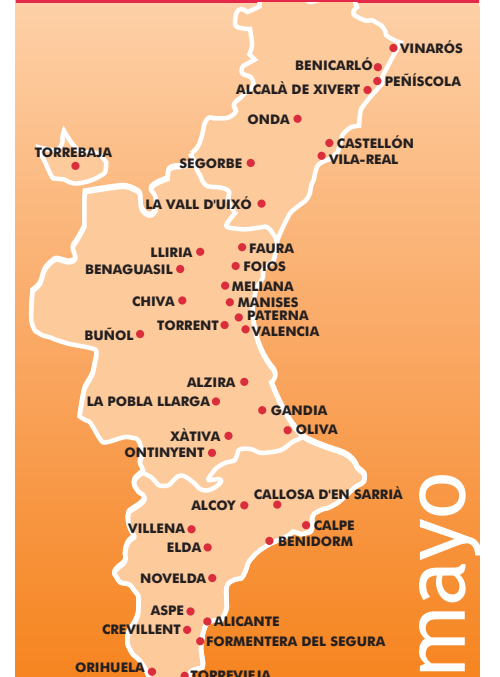 VINARÓS
BENICARLÓ
PEÑÍSCOLA
ALCALÀ DE XIVERT
ONDA
CASTELLÓN
TORREBAJA
VILA-REAL
SEGORBE
LA VALL D'UIXÓ
FAURA
LLIRIA
FOIOS
BENAGUASIL
MELIANA
CHIVA
MANISES
PATERNA
TORRENT
VALENCIA
BUÑOL
ALZIRA
LA POBLA LLARGA
GANDIA
OLIVA
XÀTIVA
ONTINYENT
CALLOSA D'EN SARRIÀ
ALCOY
CALPE
VILLENA
BENIDORM
ELDA
NOVELDA
ASPE
ALICANTE
CREVILLENT
FORMENTERA DEL SEGURA
ORIHUELA
TORREVIEJA
mayo